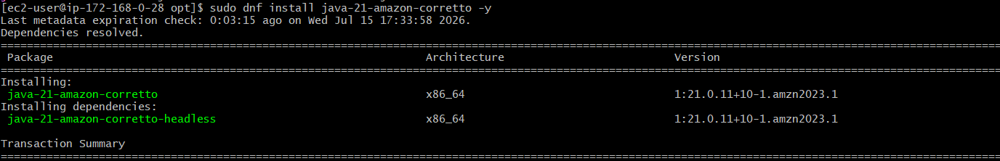 [ec2-user@ip-172-168-0-28 opt]$ sudo dnf install java-21-amazon-corretto -y
Last metadata expiration check: 0:03:15 ago on Wed Jul 15 17:33:58 2026.
Dependencies resolved.
================================================================================
Package Architecture Version
================================================================================
Installing:
java-21-amazon-corretto x86_64 1:21.0.11+10-1.amzn2023.1
Installing dependencies:
java-21-amazon-corretto-headless x86_64 1:21.0.11+10-1.amzn2023.1
Transaction Summary
================================================================================